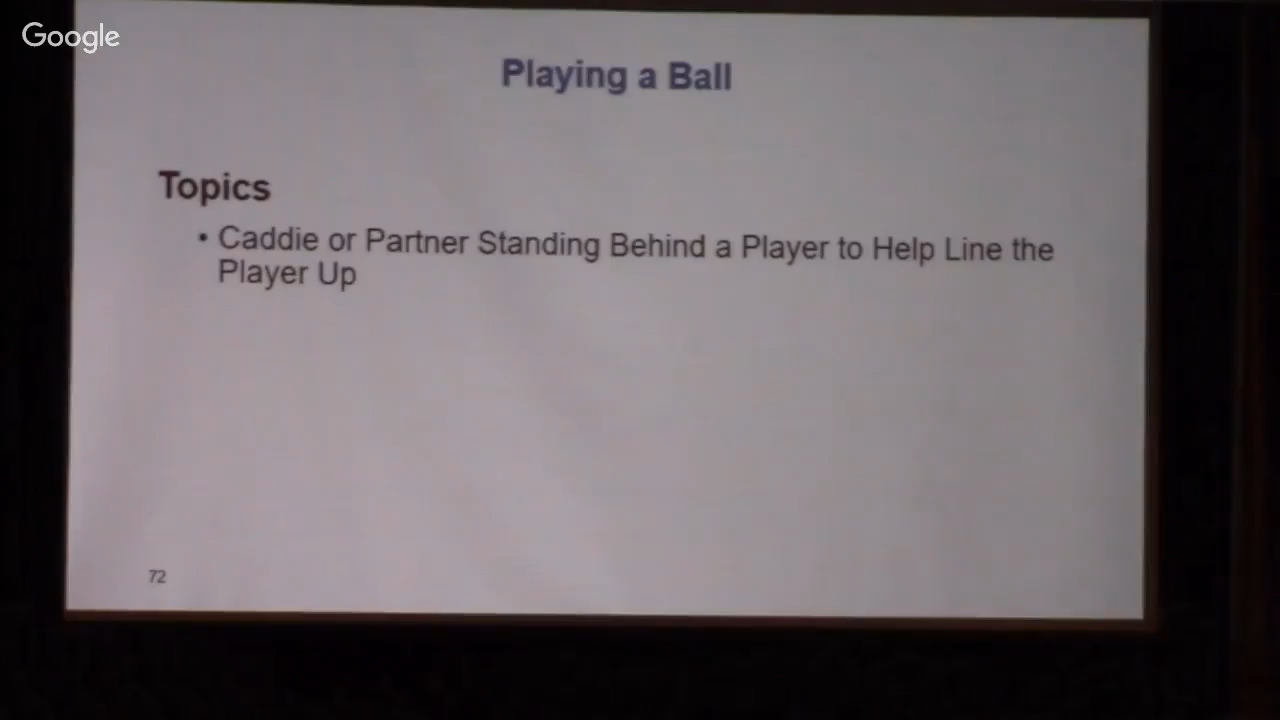 Google
Playing a Ball
Topics
• Caddie or Partner Standing Behind a Player to Help Line the
Player Up
72